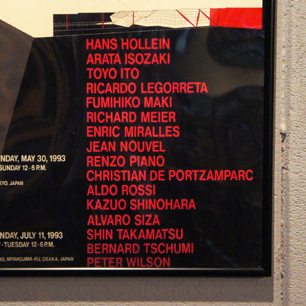 HANS HOLLEIN
ARATA ISOZAKI
TOYO ITO
RICARDO LEGORRETA
FUMIHIKO MAKI
RICHARD MEIER
ENRIC MIRALLES
JEAN NOUVEL
RENZO PIANO
CHRISTIAN DE PORTZAMPARC
ALDO ROSSI
KAZUO SHINOHARA
ALVARO SIZA
SHIN TAKAMATSU
BERNARD TSCHUMI
PETER WILSON
NDAY, MAY 30, 1993
SUNDAY 12-6 P.M.
KYO, JAPAN
NDAY, JULY 11, 1993
-TUESDAY 12-6 P.M.
OSAKA, JAPAN